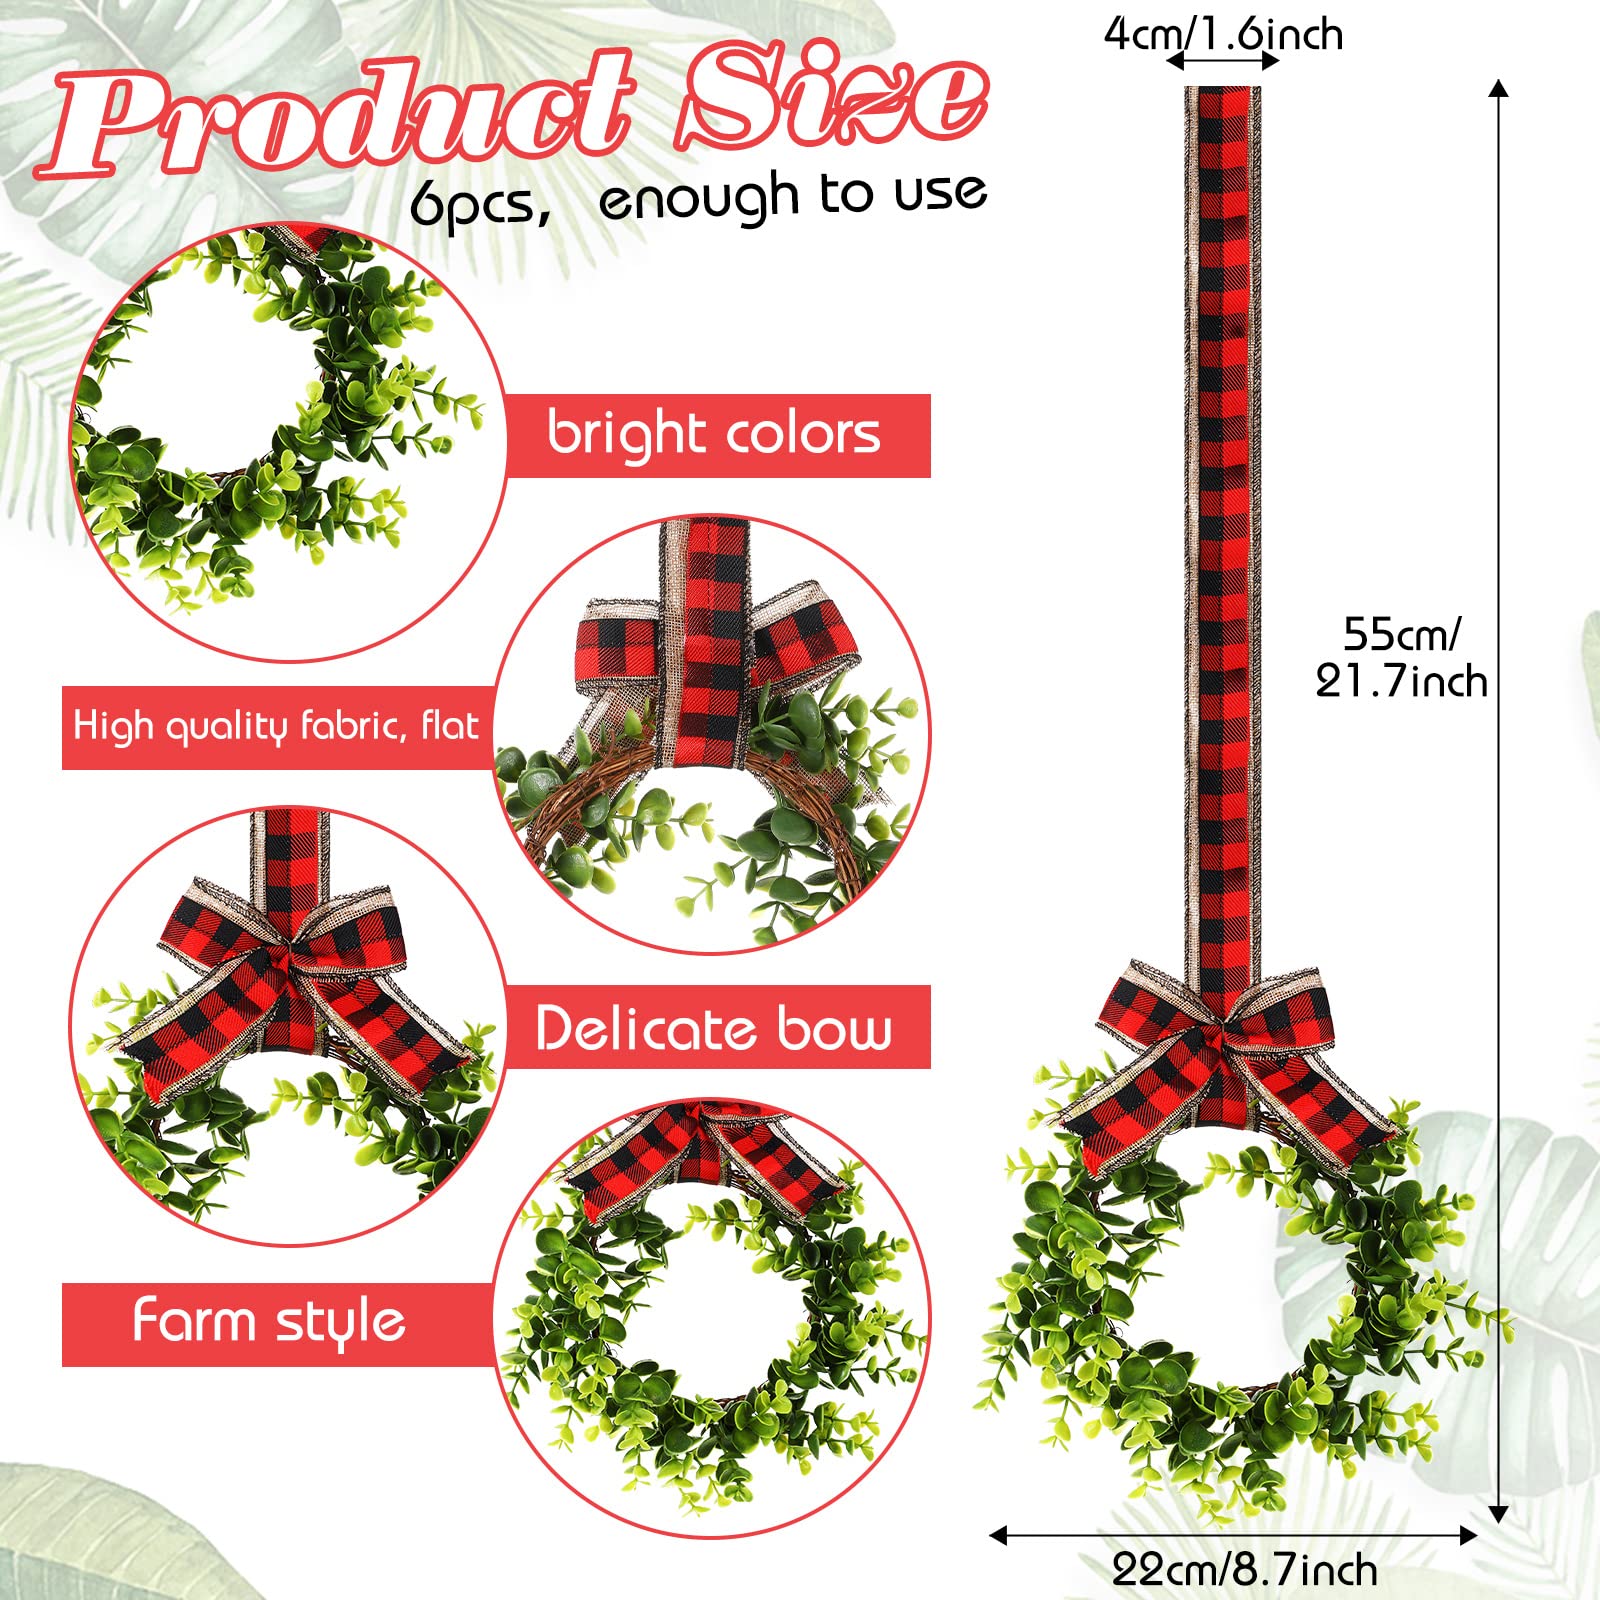 Product Size
6pcs, enough to use
bright colors
High quality fabric, flat
Delicate bow
Farm style
4cm/1.6inch
55cm/
21.7inch
22cm/8.7inch